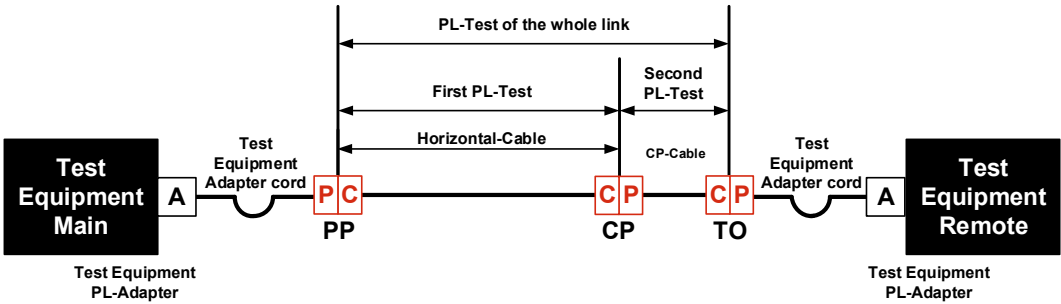 PL-Test of the whole link
First PL-Test
Second
PL-Test
Horizontal-Cable
CP-Cable
Test
Equipment
Main
A
Test
Equipment
Adapter cord
P C
PP
C P
CP
C P
TO
Test
Equipment
Adapter cord
A
Test
Equipment
Remote
Test Equipment
PL-Adapter
Test Equipment
PL-Adapter